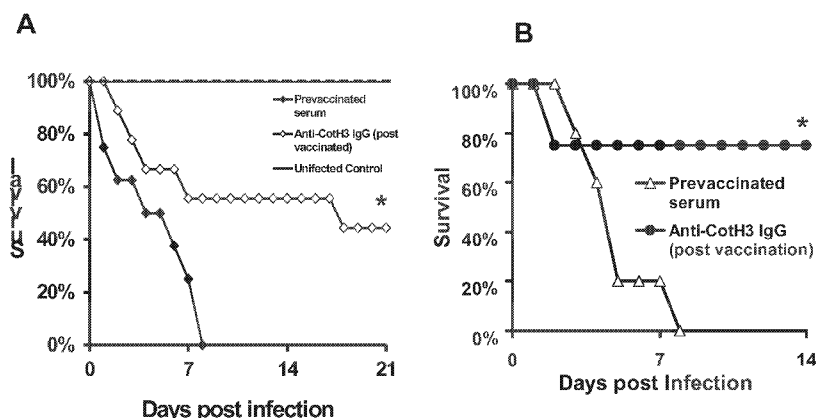 A
100%
80%
60%
40%
20%
0%
0
7
14
21
Days post infection
Prevaccinated
serum
Anti-CotH3 IgG (post
vaccinated)
Unifected Control
*
B
Survival
100%
80%
60%
40%
20%
0%
0
7
14
Days post Infection
Prevaccinated
serum
Anti-CotH3 IgG
(post vaccination)
*